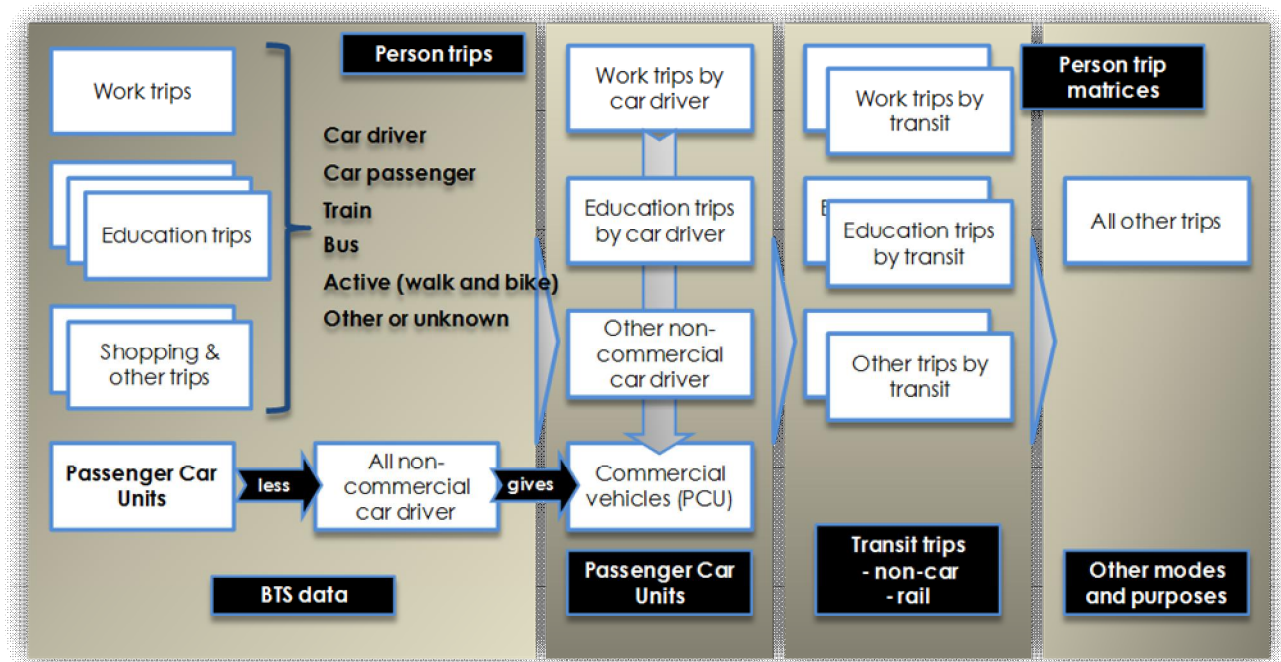 Person trips
Work trips
Education trips
Shopping &
other trips
Car driver
Car passenger
Train
Bus
Active (walk and bike)
Other or unknown
Passenger Car
Units
less
All non-
commercial
car driver
gives
BTS data
Work trips by
car driver
Education trips
by car driver
Other non-
commercial
car driver
Commercial
vehicles (PCU)
Passenger Car
Units
Work trips by
transit
Education trips
by transit
Other trips by
transit
Transit trips
- non-car
- rail
Person trip
matrices
All other trips
Other modes
and purposes